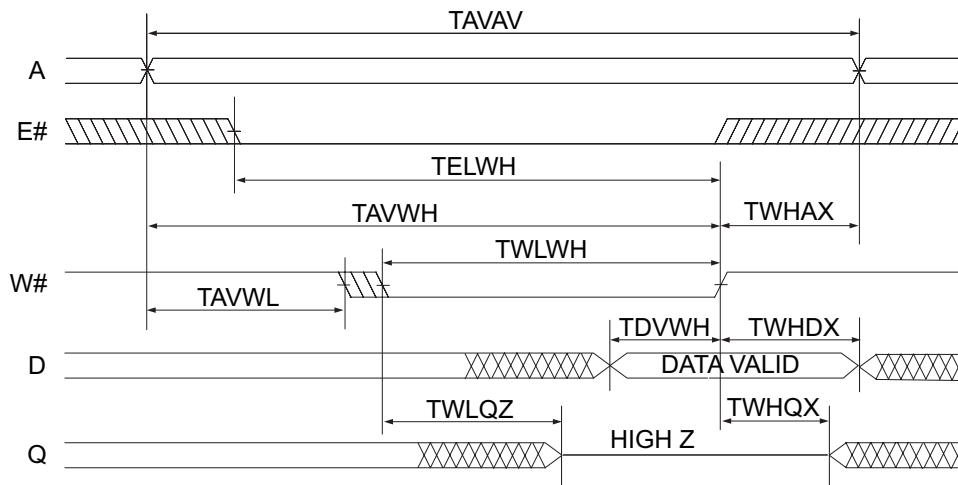 TAVAV
A
E#
TELWH
TAVWH
TWHAX
TWLWH
W#
TAVWL
TDVWH
TWHDX
D
DATA VALID
TWLQZ
TWHQX
HIGH Z
Q